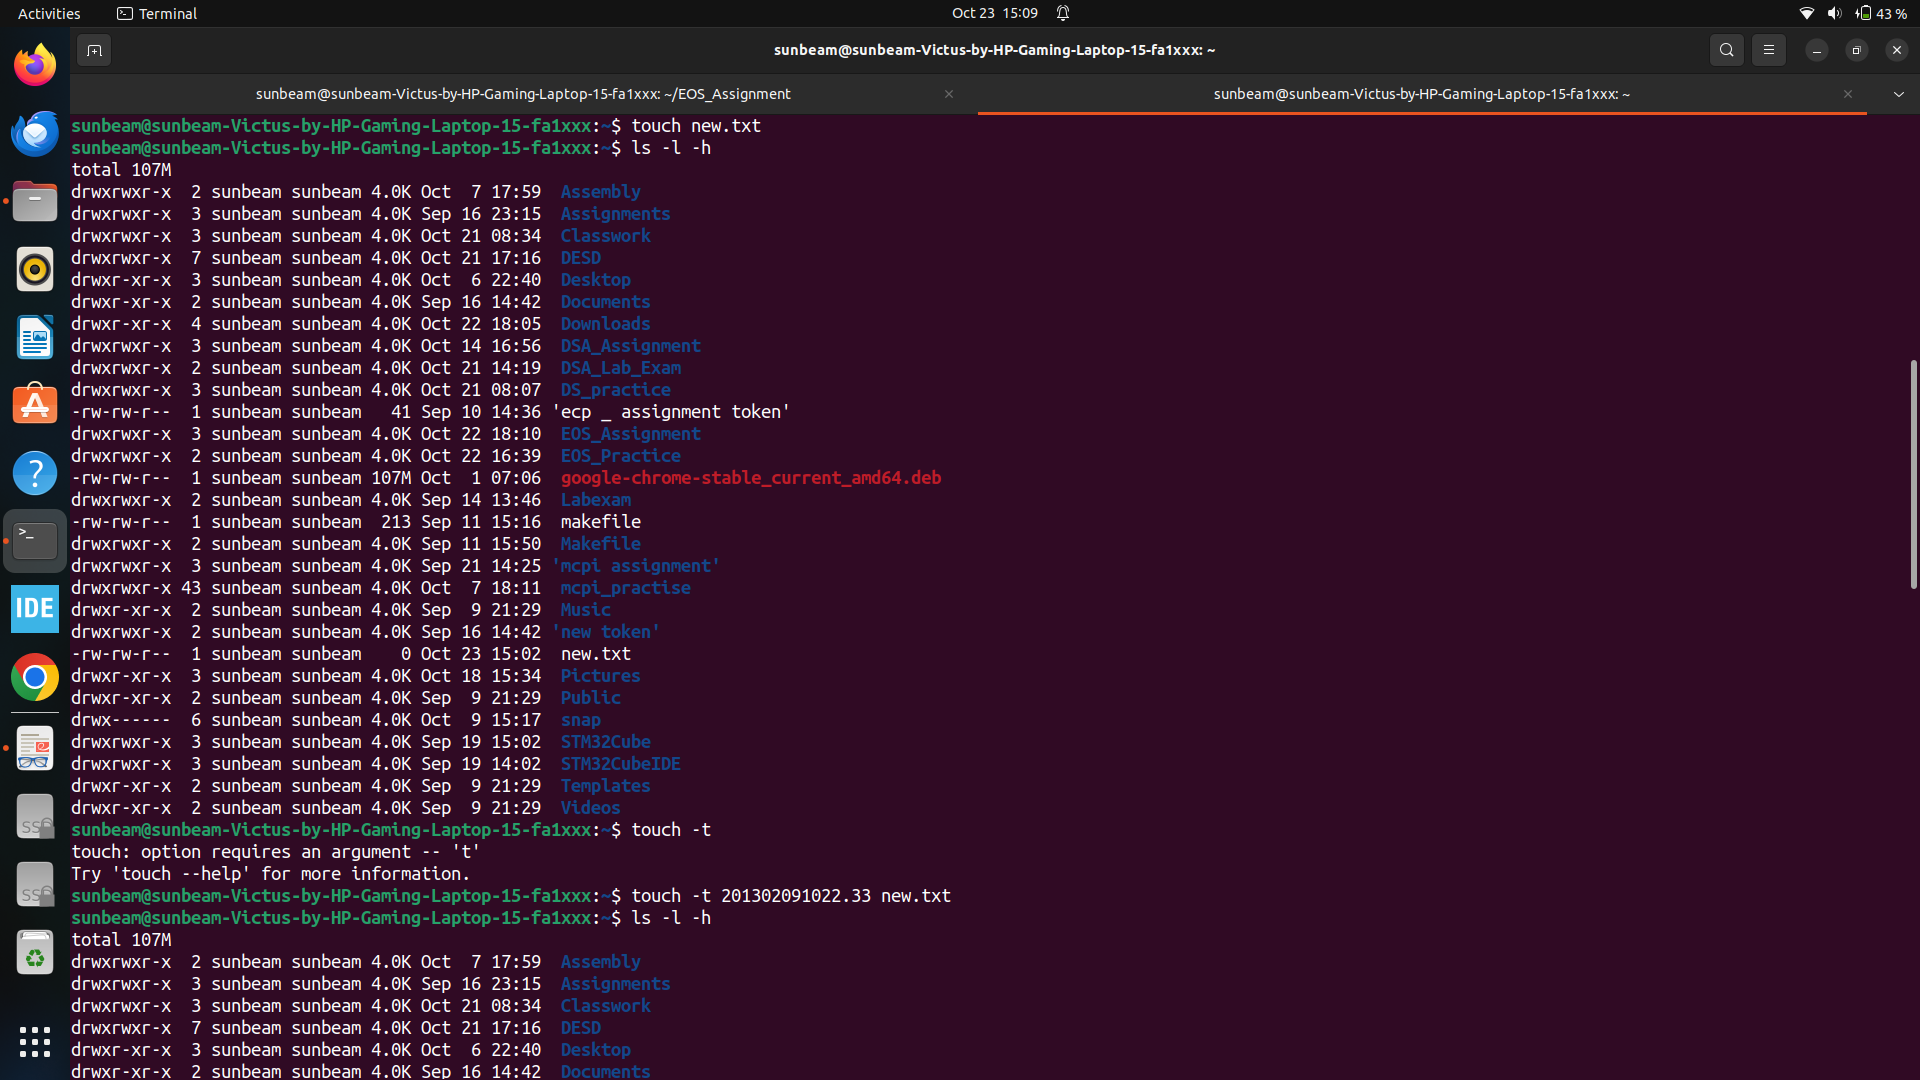 Activities Terminal Oct 23 15:09 43 %
sunbeam@sunbeam-Victus-by-HP-Gaming-Laptop-15-fa1xxx: ~
sunbeam@sunbeam-Victus-by-HP-Gaming-Laptop-15-fa1xxx: ~/EOS_Assignment sunbeam@sunbeam-Victus-by-HP-Gaming-Laptop-15-fa1xxx: ~
sunbeam@sunbeam-Victus-by-HP-Gaming-Laptop-15-fa1xxx:~$ touch new.txt
sunbeam@sunbeam-Victus-by-HP-Gaming-Laptop-15-fa1xxx:~$ ls -l -h
total 107M
drwxrwxr-x  2 sunbeam sunbeam 4.0K Oct  7 17:59  Assembly
drwxrwxr-x  3 sunbeam sunbeam 4.0K Sep 16 23:15  Assignments
drwxrwxr-x  3 sunbeam sunbeam 4.0K Oct 21 08:34  Classwork
drwxrwxr-x  7 sunbeam sunbeam 4.0K Oct 21 17:16  DESD
drwxr-xr-x  3 sunbeam sunbeam 4.0K Oct  6 22:40  Desktop
drwxr-xr-x  2 sunbeam sunbeam 4.0K Sep 16 14:42  Documents
drwxr-xr-x  4 sunbeam sunbeam 4.0K Oct 22 18:05  Downloads
drwxrwxr-x  3 sunbeam sunbeam 4.0K Oct 14 16:56  DSA_Assignment
drwxrwxr-x  2 sunbeam sunbeam 4.0K Oct 21 14:19  DSA_Lab_Exam
drwxrwxr-x  3 sunbeam sunbeam 4.0K Oct 21 08:07  DS_practice
-rw-rw-r--  1 sunbeam sunbeam   41 Sep 10 14:36 'ecp _ assignment token'
drwxrwxr-x  3 sunbeam sunbeam 4.0K Oct 22 18:10  EOS_Assignment
drwxrwxr-x  2 sunbeam sunbeam 4.0K Oct 22 16:39  EOS_Practice
-rw-rw-r--  1 sunbeam sunbeam 107M Oct  1 07:06  google-chrome-stable_current_amd64.deb
drwxrwxr-x  2 sunbeam sunbeam 4.0K Sep 14 13:46  Labexam
-rw-rw-r--  1 sunbeam sunbeam  213 Sep 11 15:16  makefile
drwxrwxr-x  2 sunbeam sunbeam 4.0K Sep 11 15:50  Makefile
drwxrwxr-x  3 sunbeam sunbeam 4.0K Sep 21 14:25 'mcpi assignment'
drwxrwxr-x 43 sunbeam sunbeam 4.0K Oct  7 18:11  mcpi_practise
drwxr-xr-x  2 sunbeam sunbeam 4.0K Sep  9 21:29  Music
drwxrwxr-x  2 sunbeam sunbeam 4.0K Sep 16 14:42 'new token'
-rw-rw-r--  1 sunbeam sunbeam    0 Oct 23 15:02  new.txt
drwxr-xr-x  3 sunbeam sunbeam 4.0K Oct 18 15:34  Pictures
drwxr-xr-x  2 sunbeam sunbeam 4.0K Sep  9 21:29  Public
drwx------  6 sunbeam sunbeam 4.0K Oct  9 15:17  snap
drwxrwxr-x  3 sunbeam sunbeam 4.0K Sep 19 15:02  STM32Cube
drwxrwxr-x  3 sunbeam sunbeam 4.0K Sep 19 14:02  STM32CubeIDE
drwxr-xr-x  2 sunbeam sunbeam 4.0K Sep  9 21:29  Templates
drwxr-xr-x  2 sunbeam sunbeam 4.0K Sep  9 21:29  Videos
sunbeam@sunbeam-Victus-by-HP-Gaming-Laptop-15-fa1xxx:~$ touch -t
touch: option requires an argument -- 't'
Try 'touch --help' for more information.
sunbeam@sunbeam-Victus-by-HP-Gaming-Laptop-15-fa1xxx:~$ touch -t 201302091022.33 new.txt
sunbeam@sunbeam-Victus-by-HP-Gaming-Laptop-15-fa1xxx:~$ ls -l -h
total 107M
drwxrwxr-x  2 sunbeam sunbeam 4.0K Oct  7 17:59  Assembly
drwxrwxr-x  3 sunbeam sunbeam 4.0K Sep 16 23:15  Assignments
drwxrwxr-x  3 sunbeam sunbeam 4.0K Oct 21 08:34  Classwork
drwxrwxr-x  7 sunbeam sunbeam 4.0K Oct 21 17:16  DESD
drwxr-xr-x  3 sunbeam sunbeam 4.0K Oct  6 22:40  Desktop
drwxr-xr-x  2 sunbeam sunbeam 4.0K Sep 16 14:42  Documents
IDE